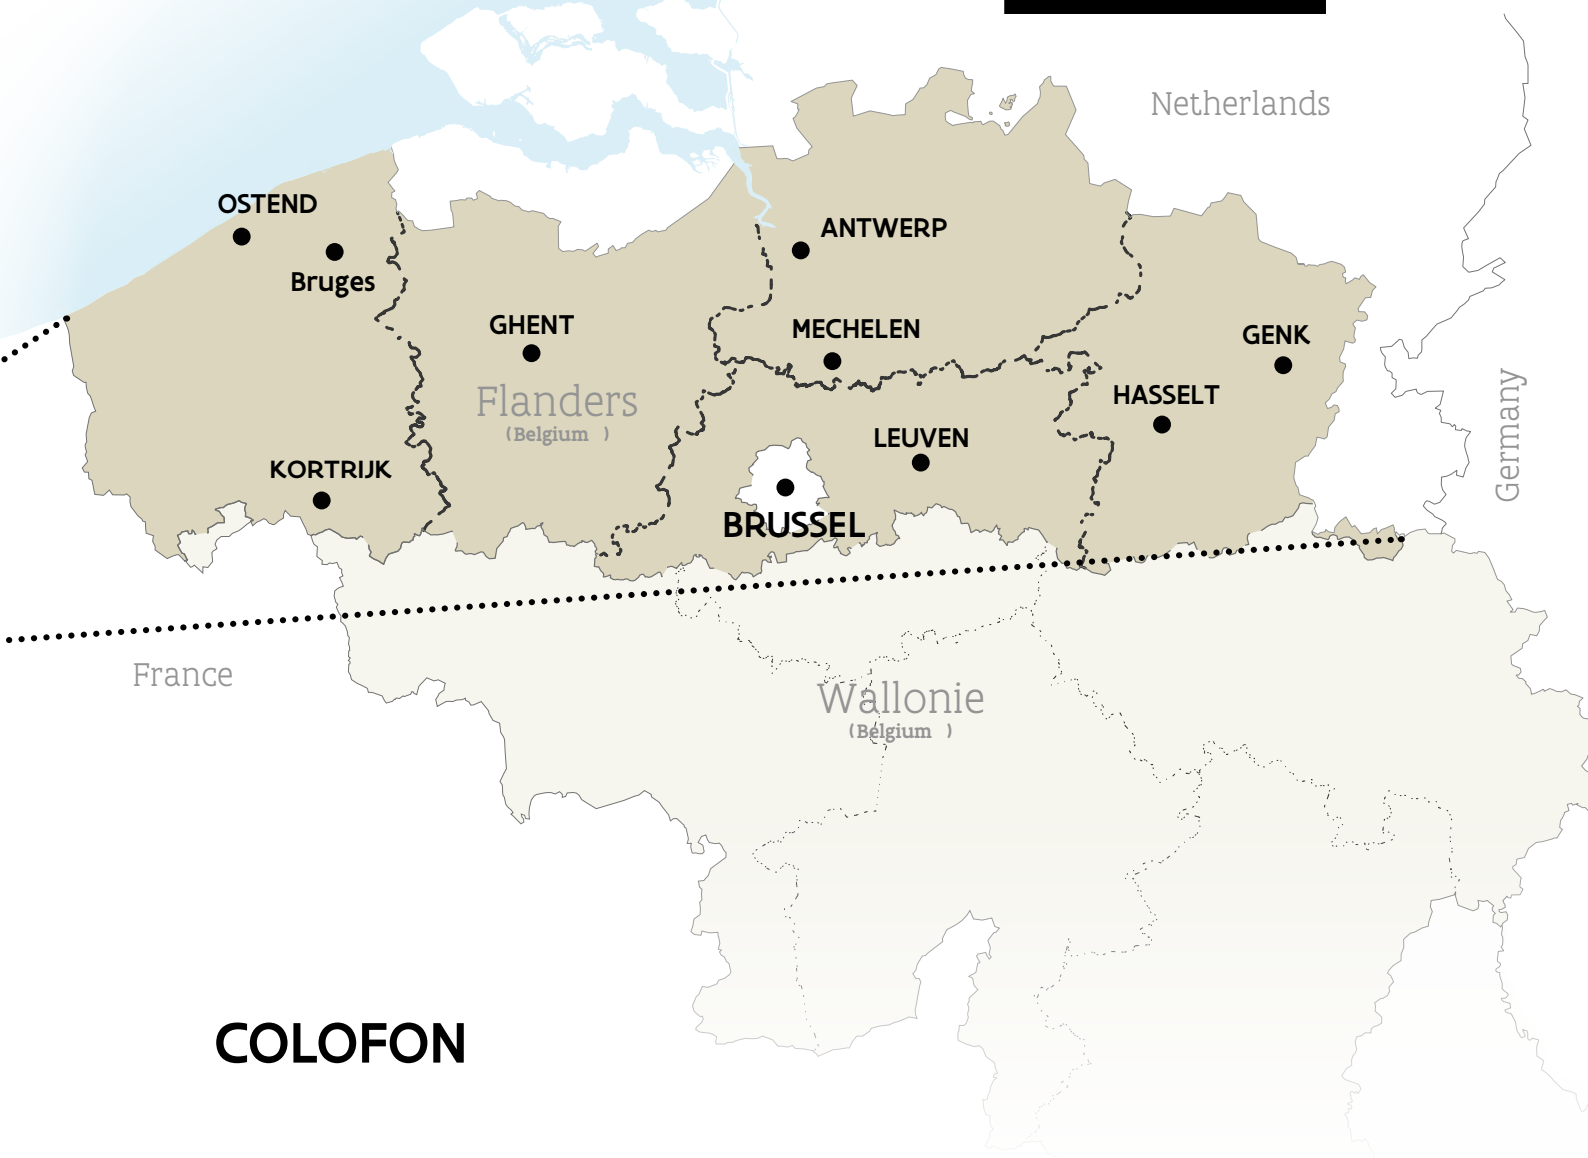 Netherlands
OSTEND
ANTWERP
Bruges
GHENT
MECHELEN
GENK
Flanders
(Belgium )
HASSELT
Germany
LEUVEN
KORTRIJK
BRUSSEL
France
Wallonie
(Belgium )
COLOFON